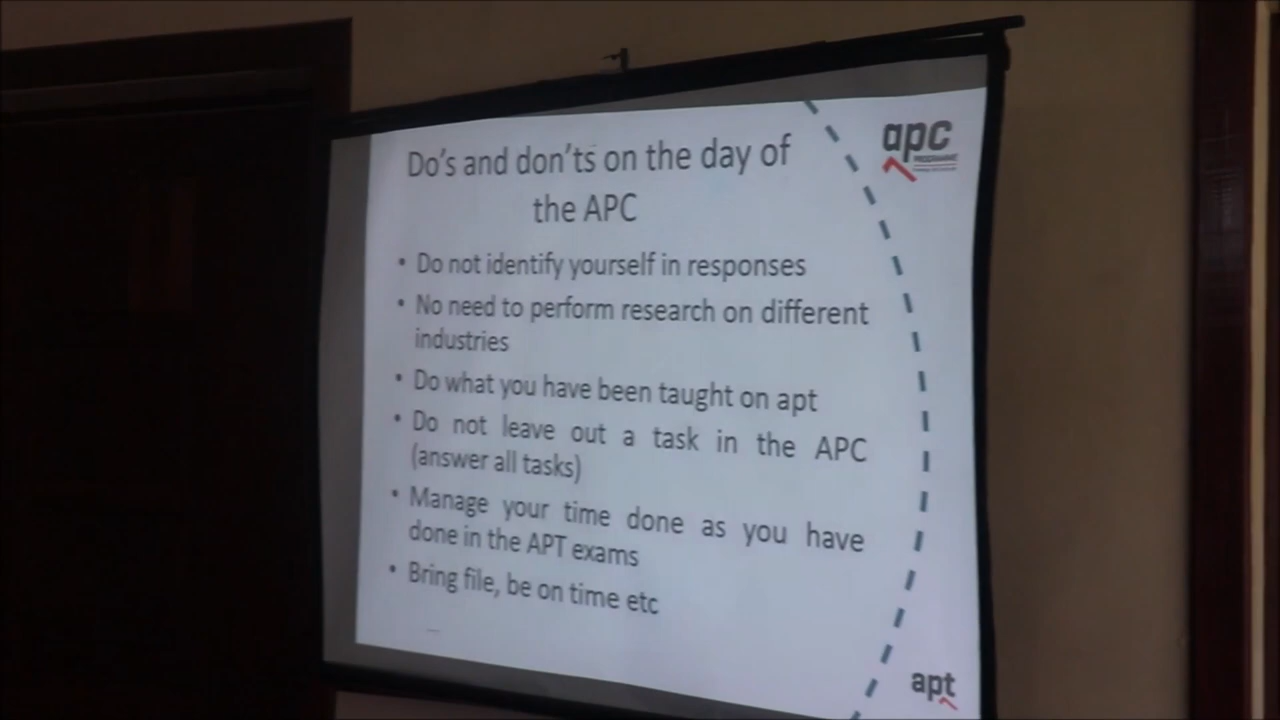 Do's and don'ts on the day of
the APC
apc
PROGRAMME
• Do not identify yourself in responses
• No need to perform research on different
industries
• Do what you have been taught on apt
• Do not leave out a task in the APC
(answer all tasks)
• Manage your time done as you have
done in the APT exams
• Bring file, be on time etc
apt